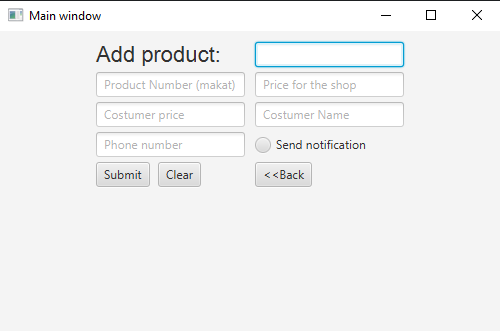 Main window
Add product:
Product Number (makat) Price for the shop
Costumer price Costumer Name
Phone number Send notification
Submit Clear <<Back